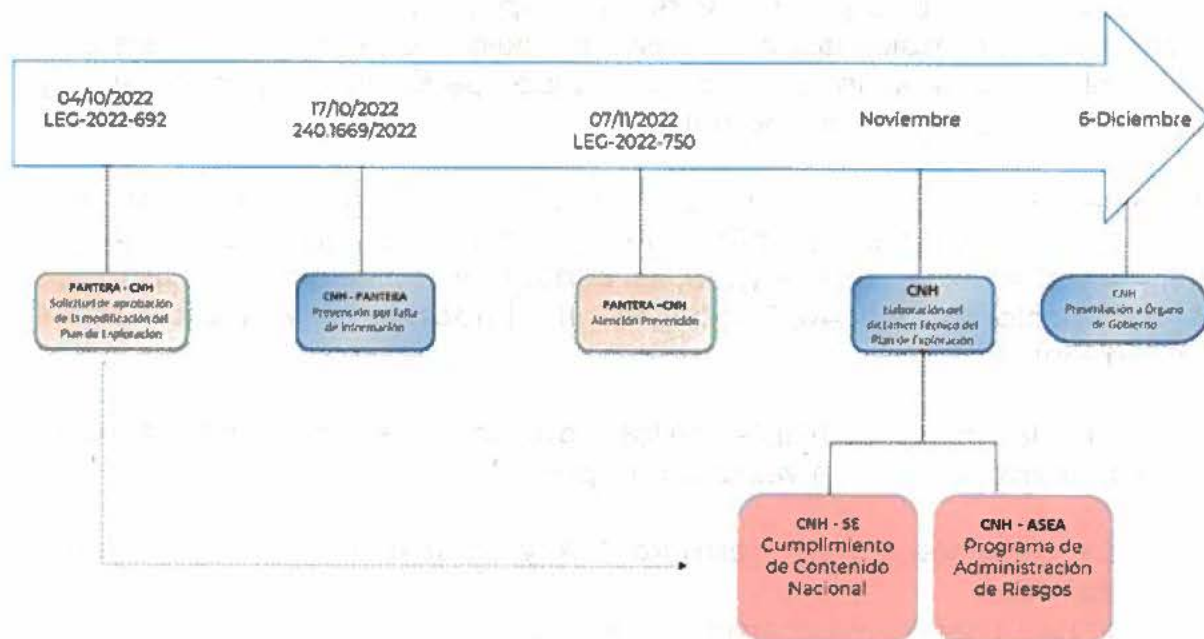 04/10/2022
LEG-2022-692
17/10/2022
240.1669/2022
07/11/2022
LEG-2022-750
Noviembre
6-Diciembre
PANTERA - CNH
Solicitud de aprobación
de la modificación del
Plan de Exploración
CNH - PANTERA
Prevención por Falta
de información
PANTERA -CNH
Atención Prevención
CNH
Elaboración del
dictamen Técnico del
Plan de Exploración
CNH
Presentación a Órgano
de Gobierno
CNH - SE
Cumplimiento
de Contenido
Nacional
CNH - ASEA
Programa de
Administración
de Riesgos